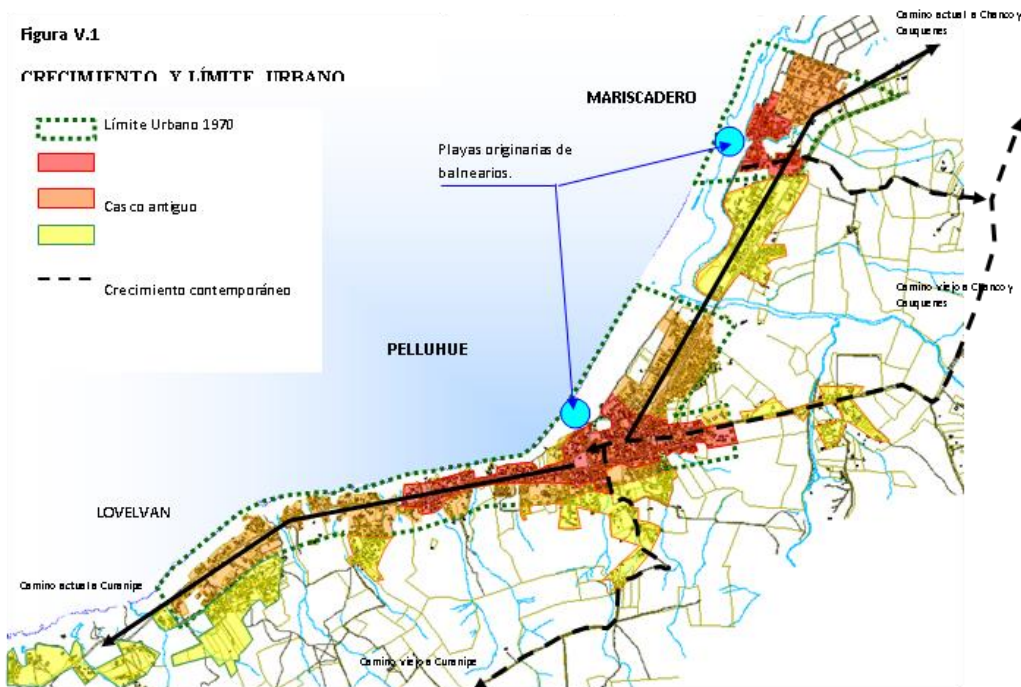 Figura V.1
CRECIMIENTO Y LÍMITE URBANO
Límite Urbano 1970
Casco antiguo
Crecimiento contemporáneo
Camino actual a Chanco y
Cauquenes
MARISCADERO
Playas originarias de
balnearios.
Camino viejo a Chanco y
Cauquenes
PELLUHUE
LOVELVAN
Camino actual a Curanipe
Camino viejo a Curanipe